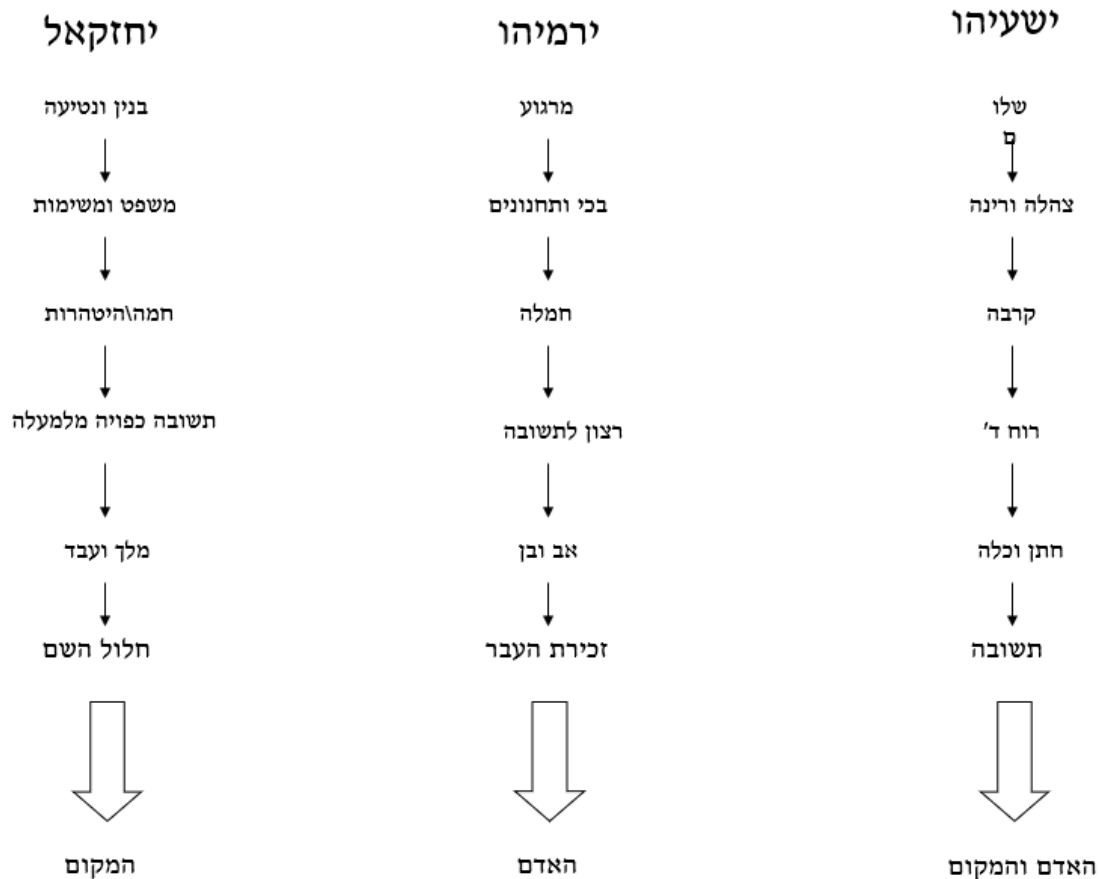 ישעיהו
שלו
ם
צהלה ורינה
קרבה
רוח ד'
חתן וכלה
תשובה
האדם והמקום
ירמיהו
מרגוע
בכי ותחנונים
חמלה
רצון לתשובה
אב ובן
זכירת העבר
האדם
יחזקאל
בנין ונטיעה
משפט ומשימות
חמה\היטהרות
תשובה כפויה מלמעלה
מלך ועבד
חלול השם
המקום